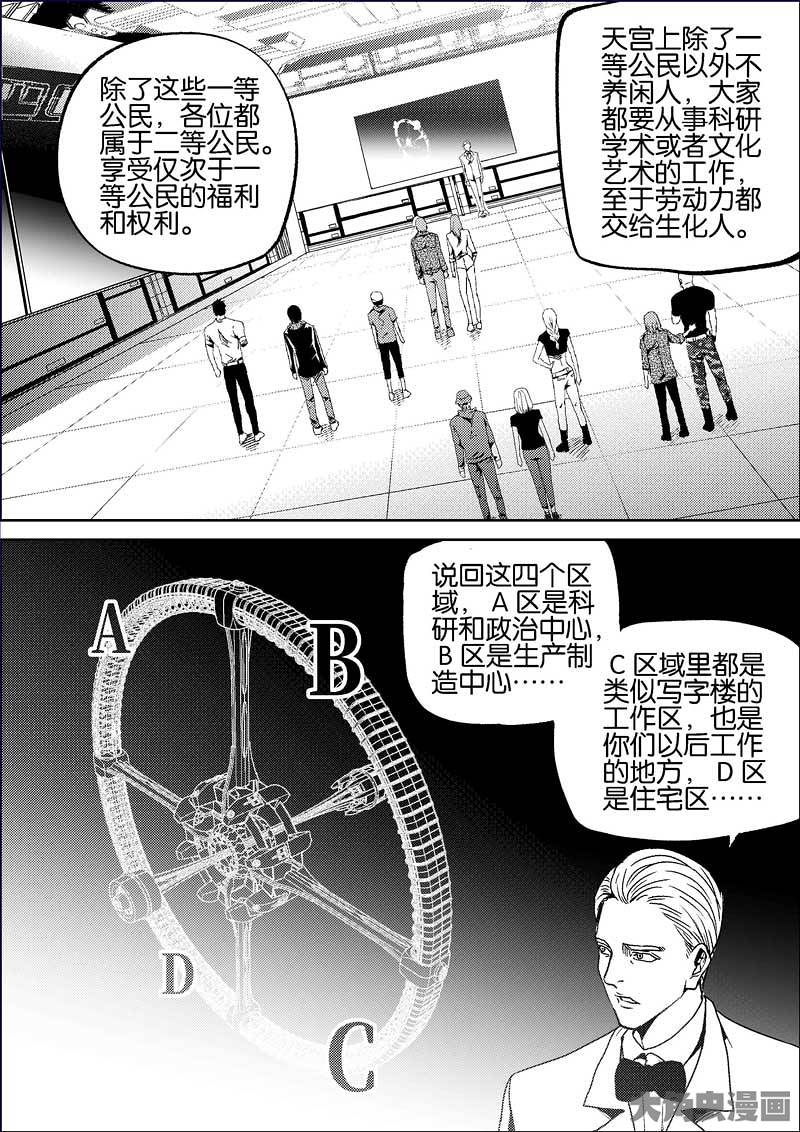 天宫上除了一
等公民以外不
养闲人，大家
都要从事科研
学术或者文化
艺术的工作，
至于劳动力都
交给生化人。
除了这些一等
公民，各位都
属于二等公民。
享受仅次于一
等公民的福利
和权利。
说回这四个区
域，A区是科
研和政治中心，
B区是生产制
造中心……
C区域里都是
类似写字楼的
工作区，也是
你们以后工作
的地方，D区
是住宅区……
A
B
D
C
大角虫漫画